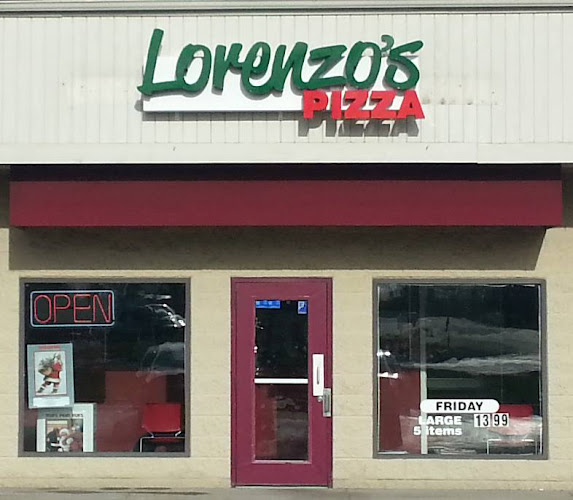 Lorenzo's
PIZZA
OPEN
FRIDAY
LARGE 13 99
5 items